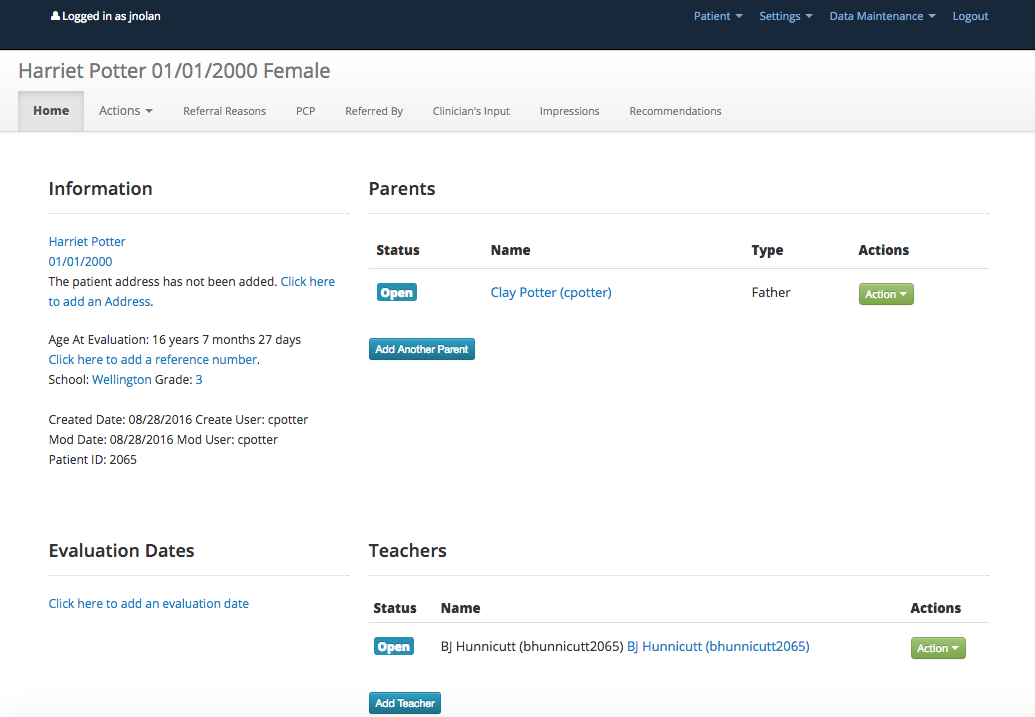 Logged in as jnolan
Patient Settings Data Maintenance Logout
Harriet Potter 01/01/2000 Female
Home Actions Referral Reasons PCP Referred By Clinician's Input Impressions Recommendations
Information
Harriet Potter
01/01/2000
The patient address has not been added. Click here
to add an Address.
Age At Evaluation: 16 years 7 months 27 days
Click here to add a reference number.
School: Wellington Grade: 3
Created Date: 08/28/2016 Create User: cpotter
Mod Date: 08/28/2016 Mod User: cpotter
Patient ID: 2065
Parents
Status Name Type Actions
Open Clay Potter (cpotter) Father Action
Add Another Parent
Evaluation Dates
Click here to add an evaluation date
Teachers
Status Name Actions
Open BJ Hunnicutt (bhunnicutt2065) BJ Hunnicutt (bhunnicutt2065) Action
Add Teacher